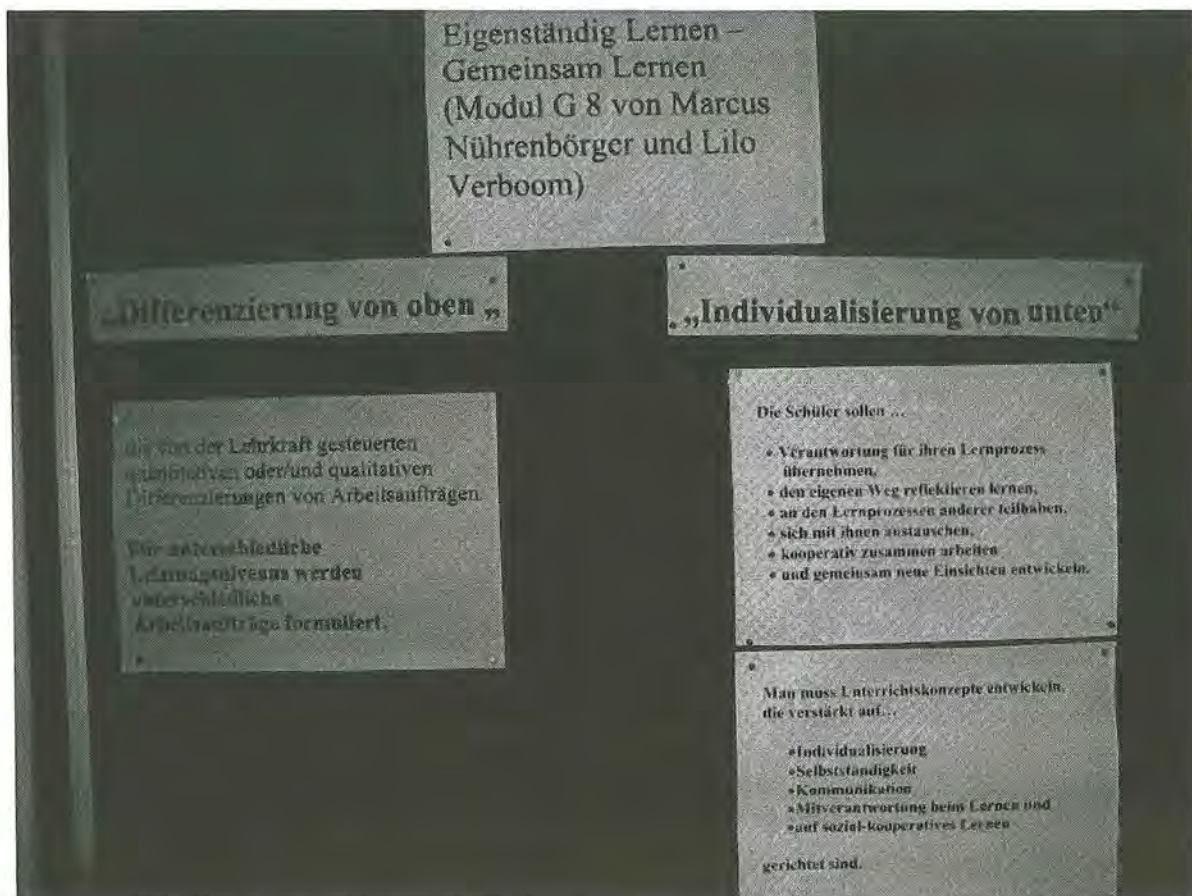 Eigenständig Lernen –
Gemeinsam Lernen
(Modul G 8 von Marcus
Nührenbörger und Lilo
Verboom)
„Differenzierung von oben „
die von der Lehrkraft gesteuerten
quantitativen oder/und qualitativen
Differenzierungen von Arbeitsaufträgen.
Für unterschiedliche
Leistungsniveaus werden
unterschiedliche
Arbeitsaufträge formuliert.
„Individualisierung von unten“
Die Schüler sollen ...
• Verantwortung für ihren Lernprozess
übernehmen,
• den eigenen Weg reflektieren lernen,
• an den Lernprozessen anderer teilhaben,
• sich mit ihnen austauschen,
• kooperativ zusammen arbeiten
• und gemeinsam neue Einsichten entwickeln.
Man muss Unterrichtskonzepte entwickeln,
die verstärkt auf...
•Individualisierung
•Selbstständigkeit
•Kommunikation
•Mitverantwortung beim Lernen und
•auf sozial-kooperatives Lernen
gerichtet sind.